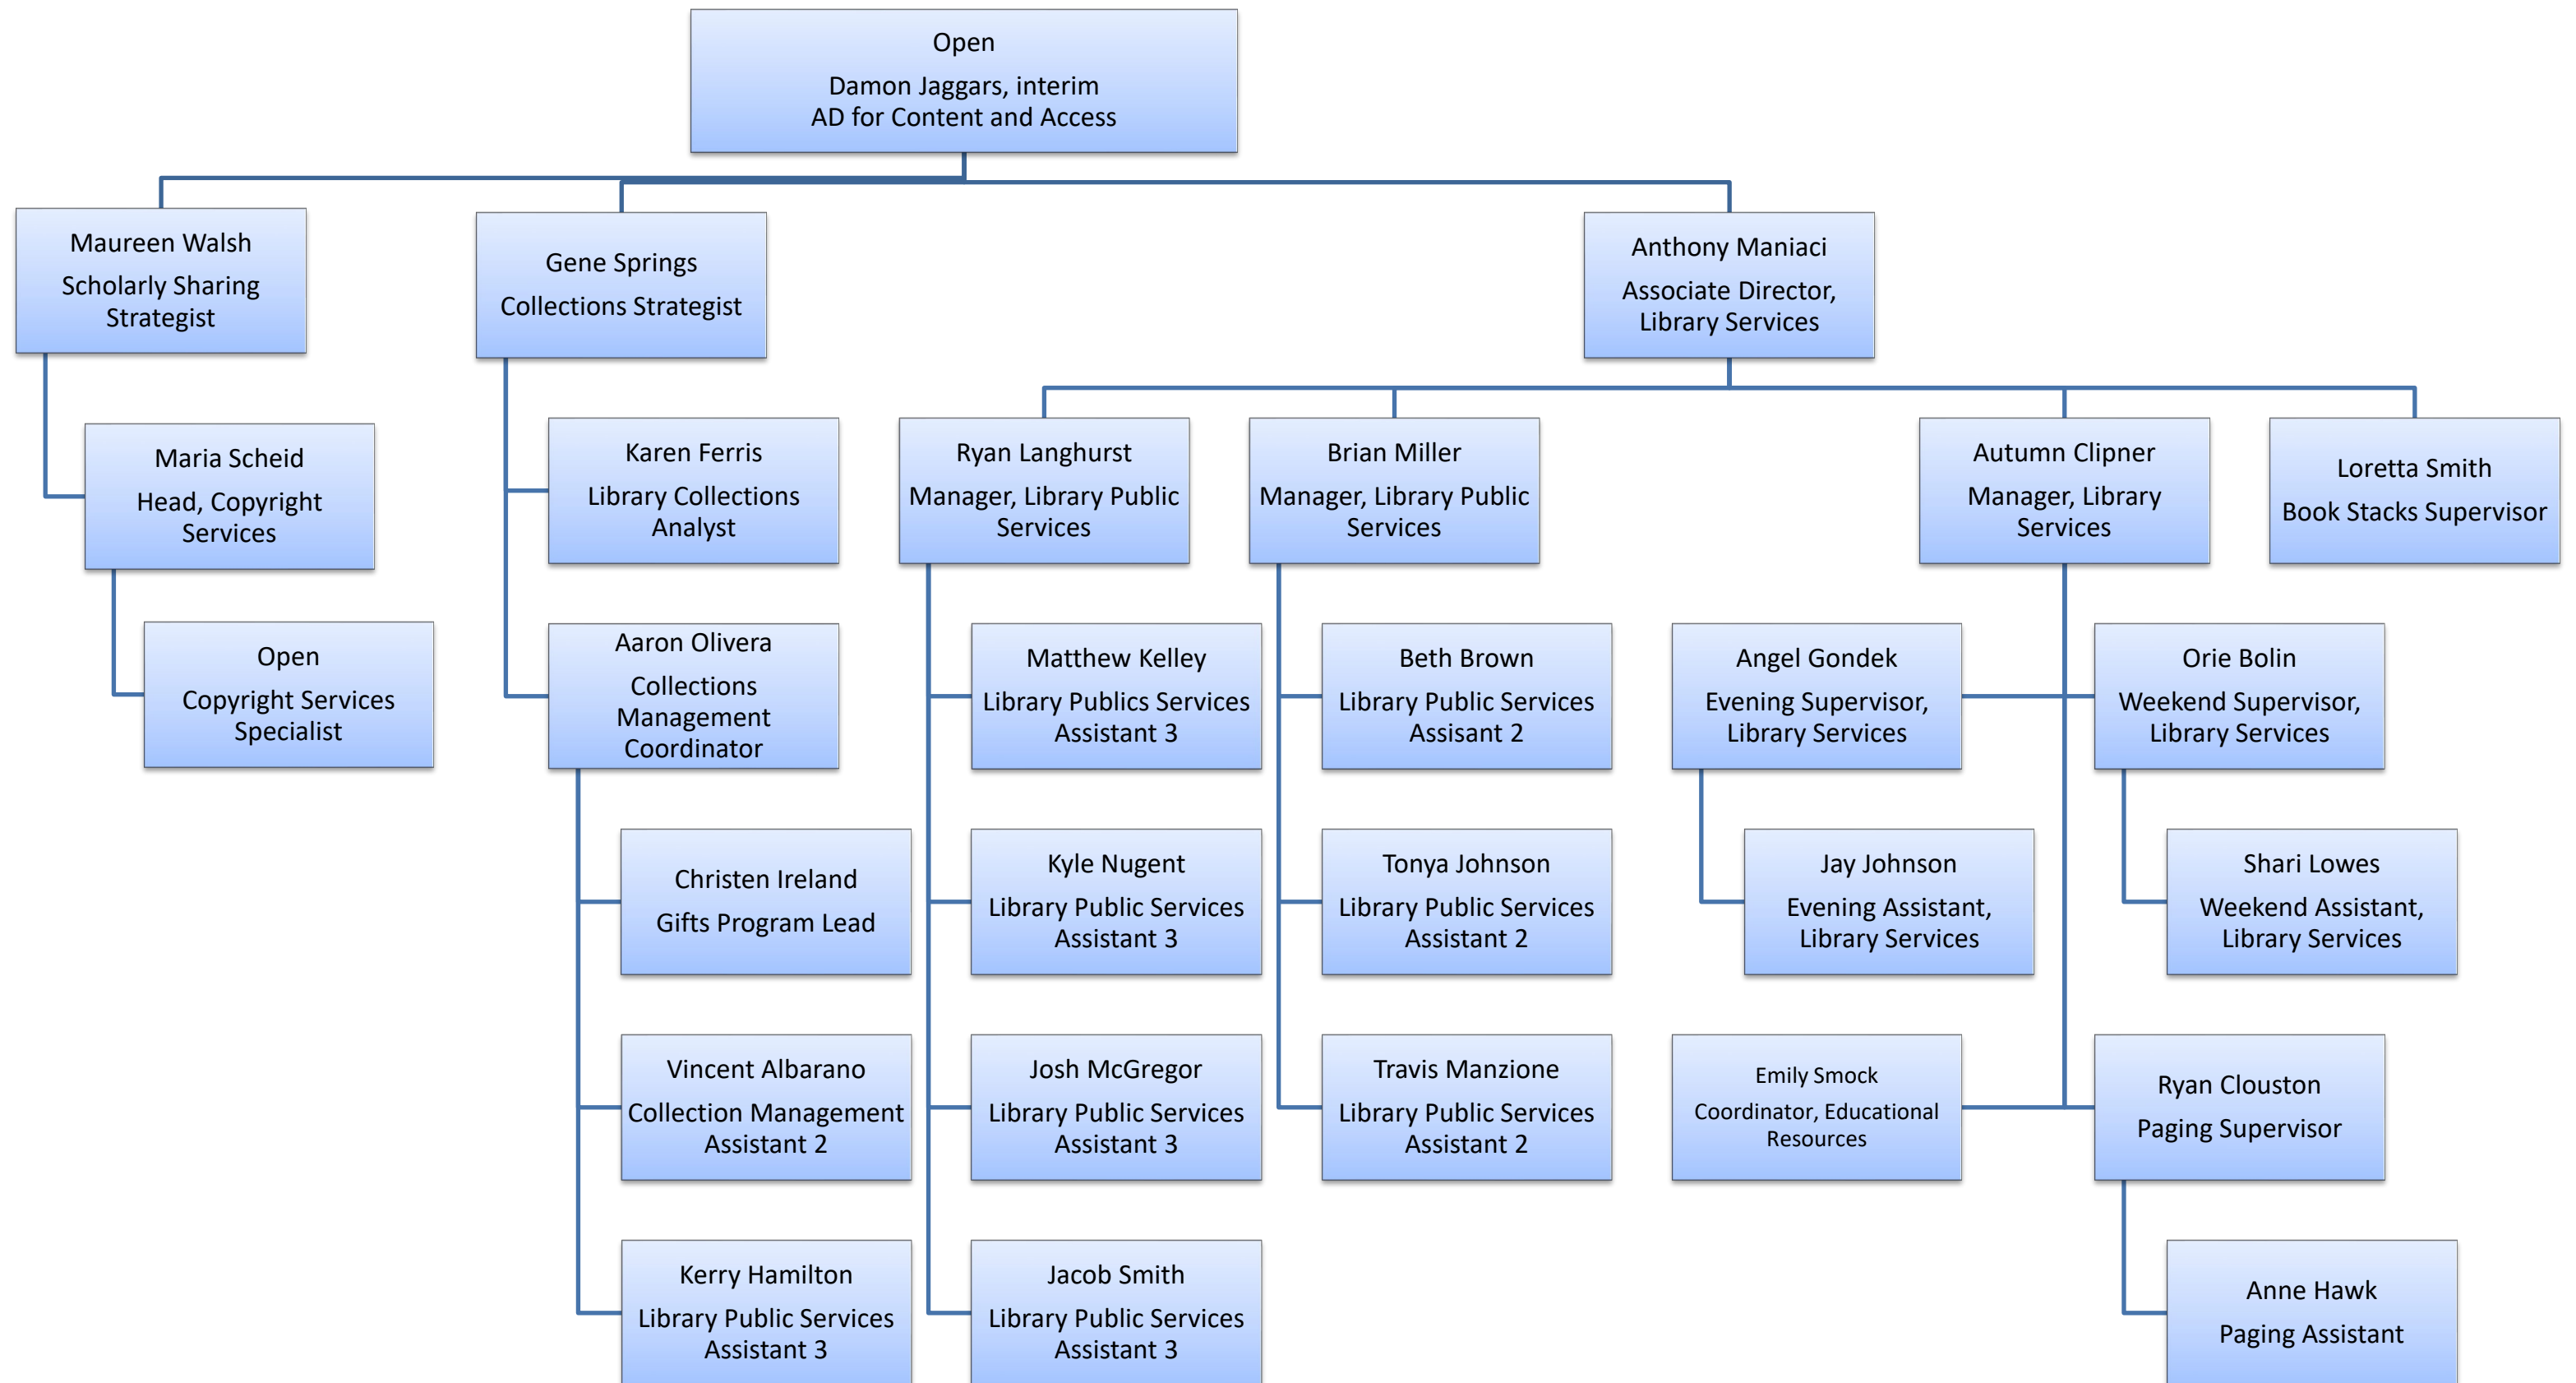 Open
Damon Jaggars, interim
AD for Content and Access
Maureen Walsh
Scholarly Sharing
Strategist
Gene Springs
Collections Strategist
Anthony Maniaci
Associate Director,
Library Services
Maria Scheid
Head, Copyright
Services
Karen Ferris
Library Collections
Analyst
Ryan Langhurst
Manager, Library Public
Services
Brian Miller
Manager, Library Public
Services
Autumn Clipner
Manager, Library
Services
Loretta Smith
Book Stacks Supervisor
Open
Copyright Services
Specialist
Aaron Olivera
Collections
Management
Coordinator
Matthew Kelley
Library Publics Services
Assistant 3
Beth Brown
Library Public Services
Assisant 2
Angel Gondek
Evening Supervisor,
Library Services
Orie Bolin
Weekend Supervisor,
Library Services
Christen Ireland
Gifts Program Lead
Kyle Nugent
Library Public Services
Assistant 3
Tonya Johnson
Library Public Services
Assistant 2
Jay Johnson
Evening Assistant,
Library Services
Shari Lowes
Weekend Assistant,
Library Services
Vincent Albarano
Collection Management
Assistant 2
Josh McGregor
Library Public Services
Assistant 3
Travis Manzione
Library Public Services
Assistant 2
Emily Smock
Coordinator, Educational
Resources
Ryan Clouston
Paging Supervisor
Kerry Hamilton
Library Public Services
Assistant 3
Jacob Smith
Library Public Services
Assistant 3
Anne Hawk
Paging Assistant